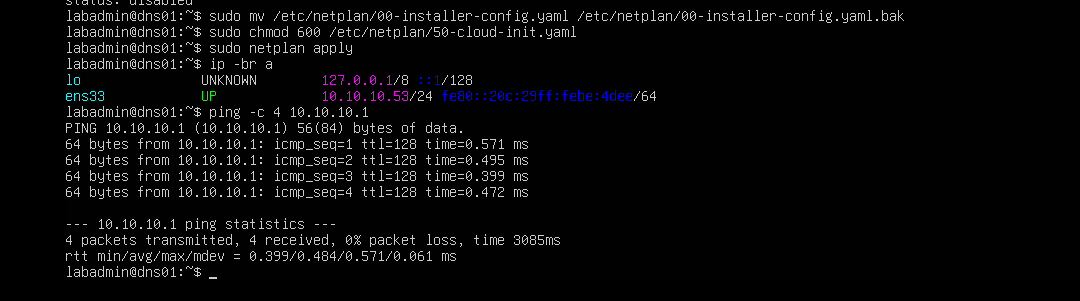 status: disabled
labadmin@dns01:~$ sudo mv /etc/netplan/00-installer-config.yaml /etc/netplan/00-installer-config.yaml.bak
labadmin@dns01:~$ sudo chmod 600 /etc/netplan/50-cloud-init.yaml
labadmin@dns01:~$ sudo netplan apply
labadmin@dns01:~$ ip -br a
lo UNKNOWN 127.0.0.1/8 ::1/128
ens33 UP 10.10.10.53/24 fe80::20c:29ff:febe:4dee/64
labadmin@dns01:~$ ping -c 4 10.10.10.1
PING 10.10.10.1 (10.10.10.1) 56(84) bytes of data.
64 bytes from 10.10.10.1: icmp_seq=1 ttl=128 time=0.571 ms
64 bytes from 10.10.10.1: icmp_seq=2 ttl=128 time=0.495 ms
64 bytes from 10.10.10.1: icmp_seq=3 ttl=128 time=0.399 ms
64 bytes from 10.10.10.1: icmp_seq=4 ttl=128 time=0.472 ms
--- 10.10.10.1 ping statistics ---
4 packets transmitted, 4 received, 0% packet loss, time 3085ms
rtt min/avg/max/mdev = 0.399/0.484/0.571/0.061 ms
labadmin@dns01:~$ _